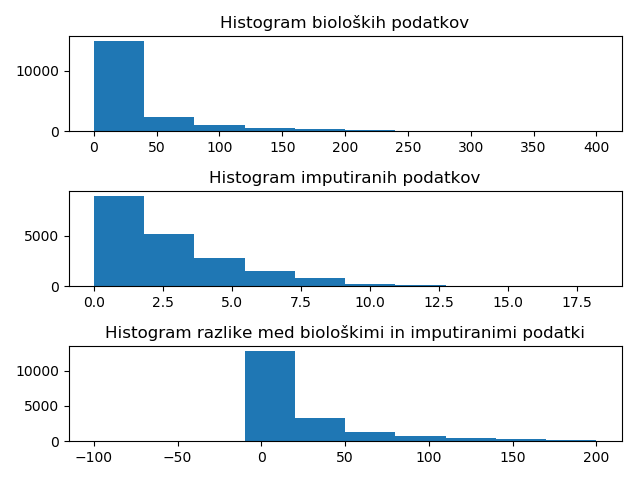 Histogram bioloških podatkov
10000
0
0 50 100 150 200 250 300 350 400
Histogram imputiranih podatkov
5000
0
0.0 2.5 5.0 7.5 10.0 12.5 15.0 17.5
Histogram razlike med biološkimi in imputiranimi podatki
10000
5000
0
−100 −50 0 50 100 150 200